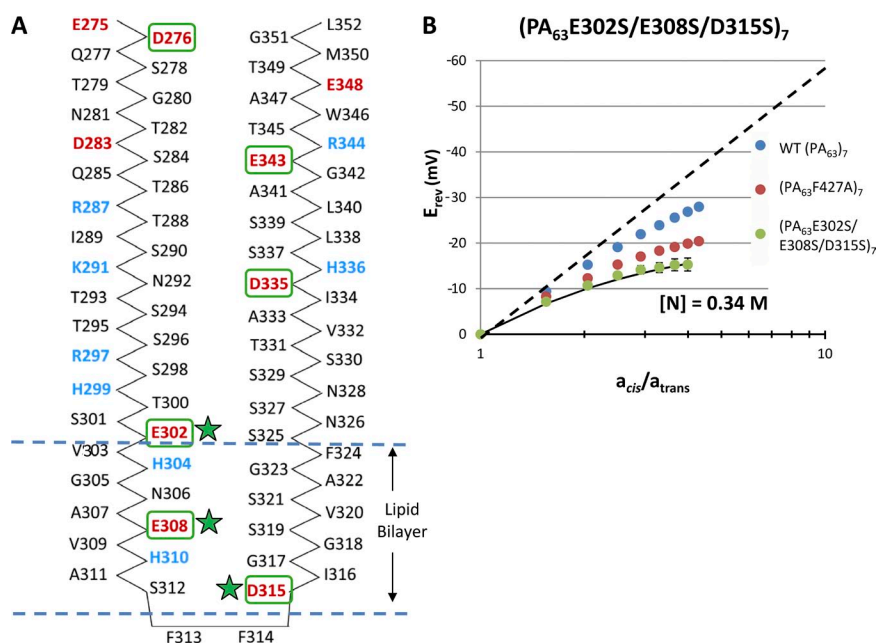 A
E275
D276
Q277
S278
T279
G280
N281
T282
D283
S284
Q285
T286
R287
T288
I289
S290
K291
N292
T293
S294
T295
S296
R297
S298
H299
T300
S301
E302
V303
H304
G305
N306
A307
E308
V309
H310
A311
S312
F313
F314
L352
G351
M350
T349
E348
A347
W346
T345
R344
E343
G342
A341
L340
S339
L338
S337
H336
D335
I334
A333
V332
T331
S330
S329
N328
S327
N326
S325
F324
G323
A322
S321
V320
S319
G318
G317
I316
D315
Lipid
Bilayer
B
(PA63E302S/E308S/D315S)7
Erev (mV)
-60
-50
-40
-30
-20
-10
0
1
10
acis/atrans
[N] = 0.34 M
WT (PA63)7
(PA63F427A)7
(PA63E302S/
E308S/D315S)7